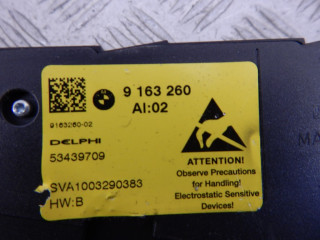 9 163 260
AI:02
9163260-02
DELPHI
53439709
SVA1003290383
HW:B
ATTENTION!
Observe Precautions
for Handling!
Electrostatic Sensitive
Devices!
MA